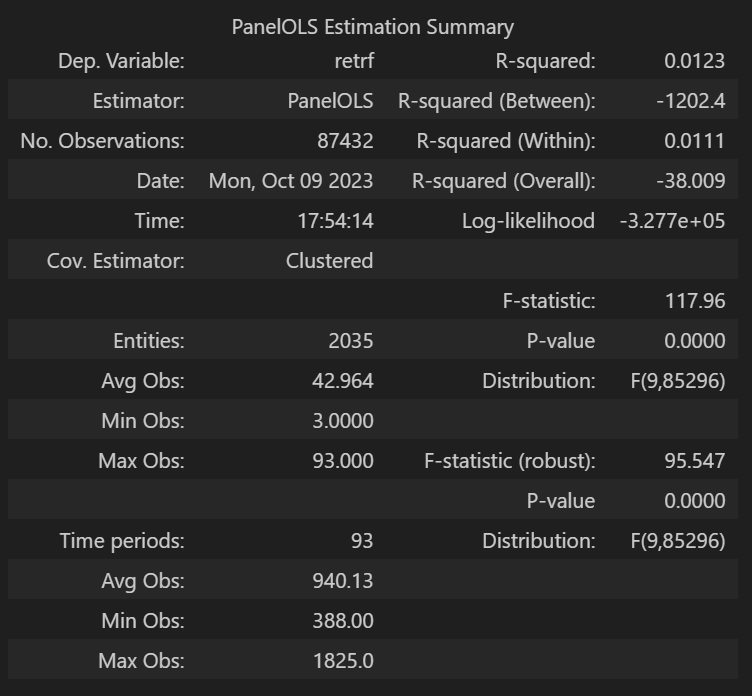 PanelOLS Estimation Summary
Dep. Variable: retrf R-squared: 0.0123
Estimator: PanelOLS R-squared (Between): -1202.4
No. Observations: 87432 R-squared (Within): 0.0111
Date: Mon, Oct 09 2023 R-squared (Overall): -38.009
Time: 17:54:14 Log-likelihood -3.277e+05
Cov. Estimator: Clustered
F-statistic: 117.96
Entities: 2035 P-value 0.0000
Avg Obs: 42.964 Distribution: F(9,85296)
Min Obs: 3.0000
Max Obs: 93.000 F-statistic (robust): 95.547
P-value 0.0000
Time periods: 93 Distribution: F(9,85296)
Avg Obs: 940.13
Min Obs: 388.00
Max Obs: 1825.0